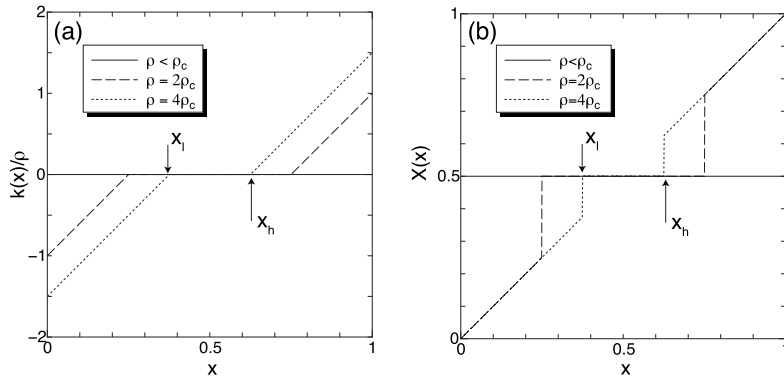 (a)
ρ < ρc
ρ = 2ρc
ρ = 4ρc
k(x)/ρ
2
1
0
−1
−2
xl
xh
0
0.5
1
x
(b)
ρ<ρc
ρ=2ρc
ρ=4ρc
X(x)
1
0.5
0
xl
xh
0
0.5
1
x